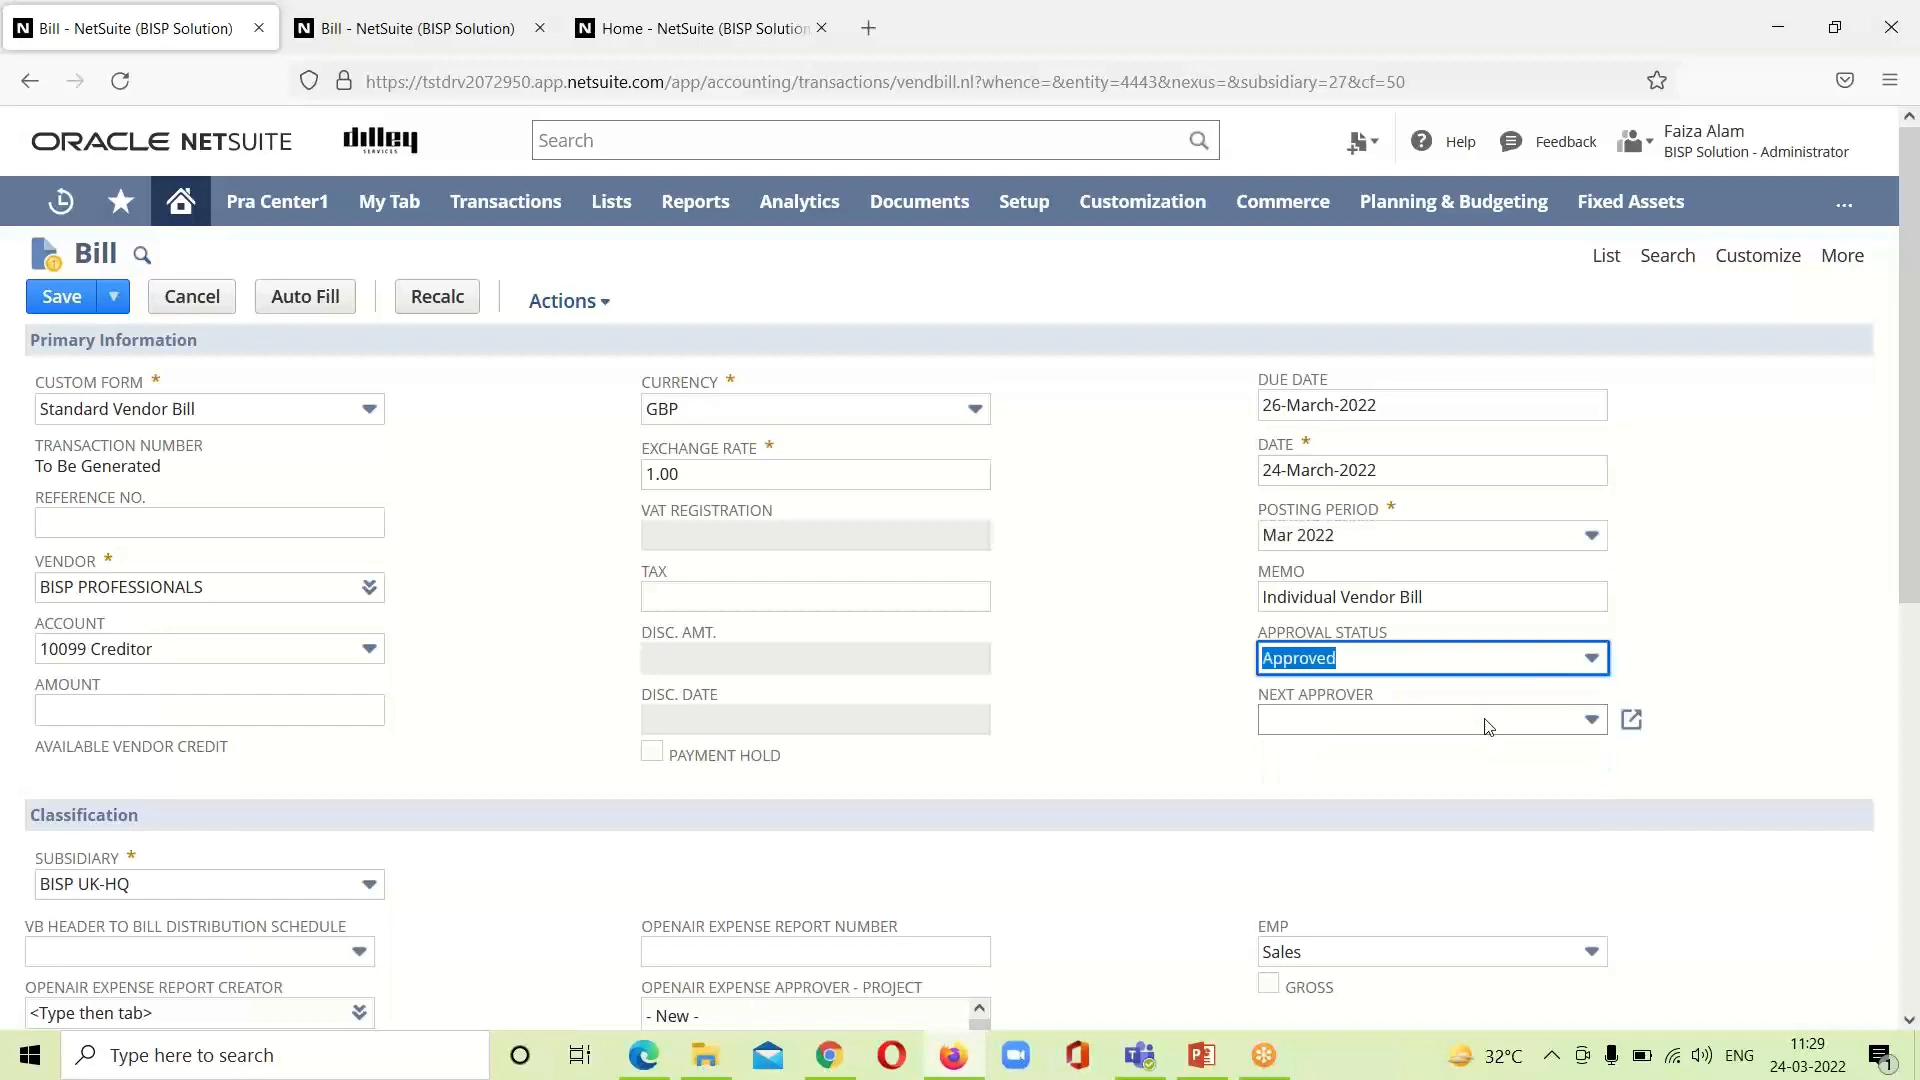 N Bill - NetSuite (BISP Solution)
N Bill - NetSuite (BISP Solution)
N Home - NetSuite (BISP Solution
https://tstdrv2072950.app.netsuite.com/app/accounting/transactions/vendbill.nl?whence=&entity=4443&nexus=&subsidiary=27&cf=50
ORACLE NETSUITE
dilley
SERVICES
Search
Help
Feedback
Faiza Alam
BISP Solution - Administrator
Pra Center1 My Tab Transactions Lists Reports Analytics Documents Setup Customization Commerce Planning & Budgeting Fixed Assets ...
Bill
List Search Customize More
Save Cancel Auto Fill Recalc Actions
Primary Information
CUSTOM FORM *
Standard Vendor Bill
TRANSACTION NUMBER
To Be Generated
REFERENCE NO.
VENDOR *
BISP PROFESSIONALS
ACCOUNT
10099 Creditor
AMOUNT
AVAILABLE VENDOR CREDIT
CURRENCY *
GBP
EXCHANGE RATE *
1.00
VAT REGISTRATION
TAX
DISC. AMT.
DISC. DATE
PAYMENT HOLD
DUE DATE
26-March-2022
DATE *
24-March-2022
POSTING PERIOD *
Mar 2022
MEMO
Individual Vendor Bill
APPROVAL STATUS
Approved
NEXT APPROVER
Classification
SUBSIDIARY *
BISP UK-HQ
VB HEADER TO BILL DISTRIBUTION SCHEDULE
OPENAIR EXPENSE REPORT CREATOR
<Type then tab>
OPENAIR EXPENSE REPORT NUMBER
OPENAIR EXPENSE APPROVER - PROJECT
- New -
EMP
Sales
GROSS
Type here to search
32°C
ENG
11:29
24-03-2022
1